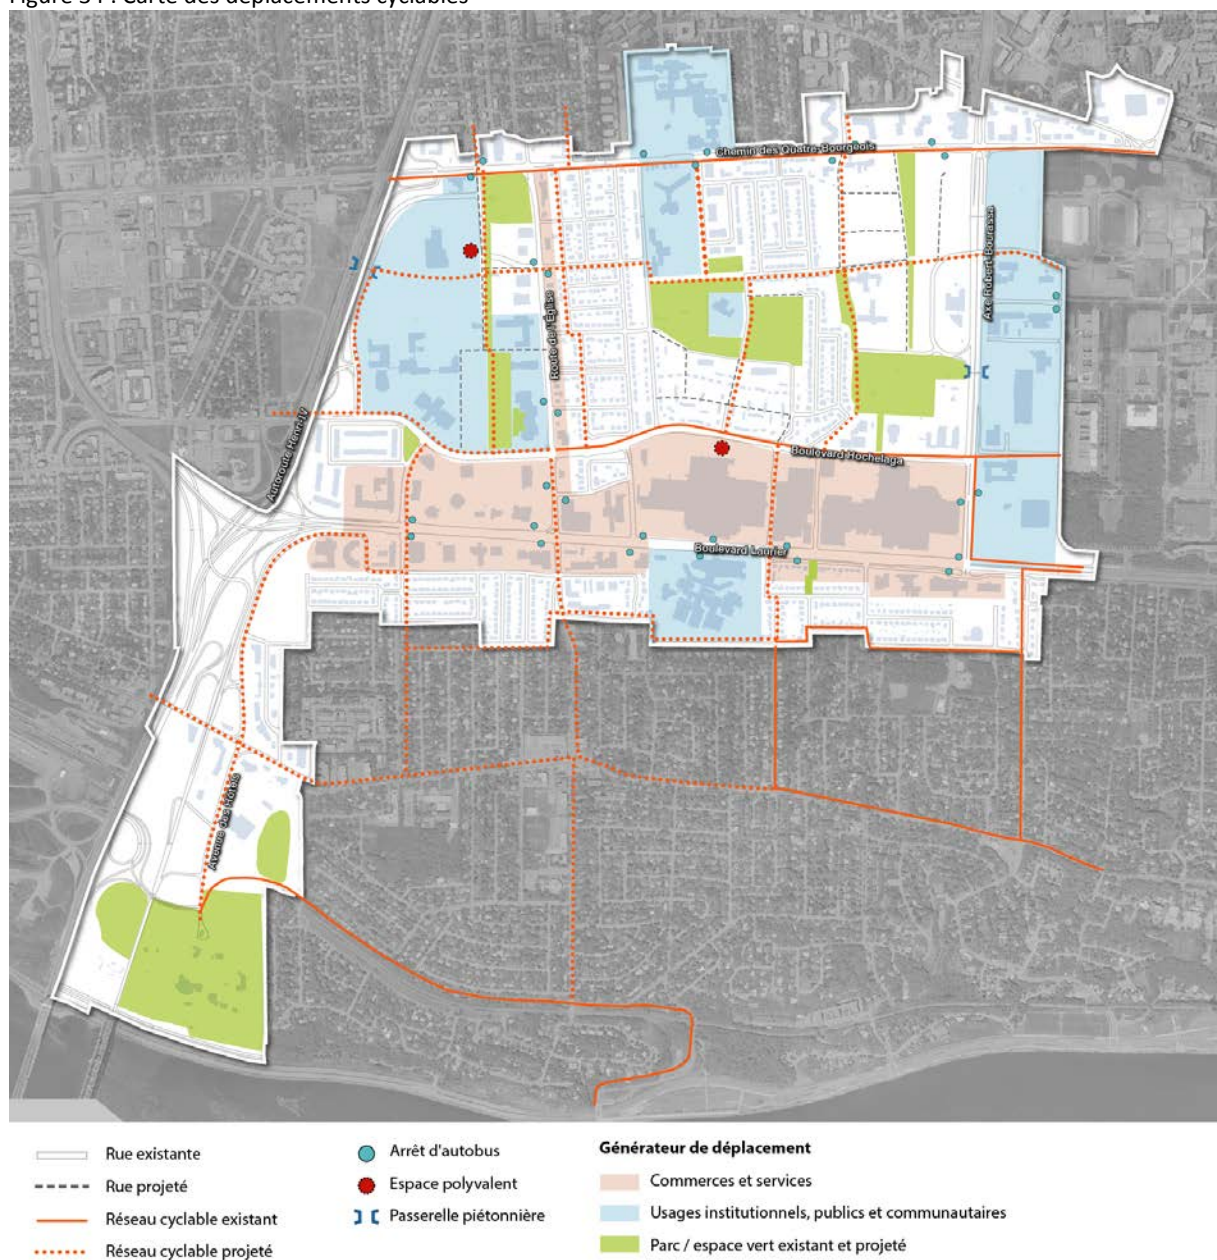 Figure 34 : Carte des déplacements cyclables
Chemin des Quatre-Bourgeois
Axe Robert-Bourassa
Route de l'Église
Autoroute Henri-IV
Boulevard Hochelaga
Boulevard Laurier
Avenue des Hôtels
Rue existante
Rue projeté
Réseau cyclable existant
Réseau cyclable projeté
Arrêt d'autobus
Espace polyvalent
Passerelle piétonnière
Générateur de déplacement
Commerces et services
Usages institutionnels, publics et communautaires
Parc / espace vert existant et projeté